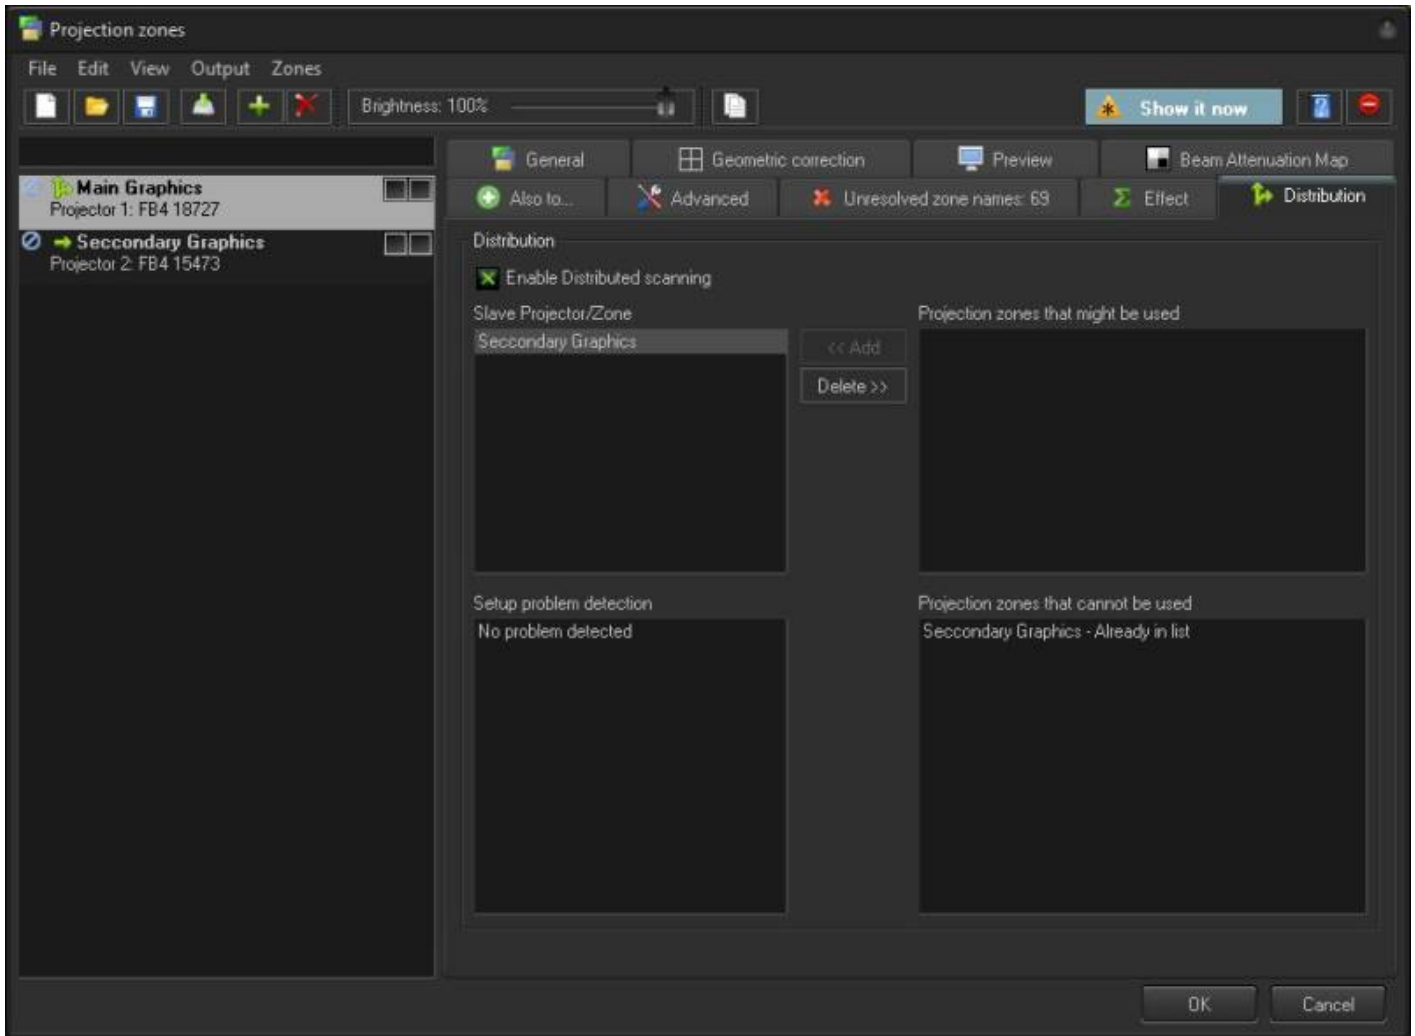 Projection zones
File Edit View Output Zones
Brightness: 100%
Show it now
General Geometric correction Preview Beam Attenuation Map
Also to... Advanced Unresolved zone names: 69 Effect Distribution
Main Graphics
Projector 1: FB4 18727
Seccondary Graphics
Projector 2: FB4 15473
Distribution
Enable Distributed scanning
Slave Projector/Zone
Seccondary Graphics
<< Add
Delete >>
Projection zones that might be used
Setup problem detection
No problem detected
Projection zones that cannot be used
Seccondary Graphics - Already in list
OK Cancel